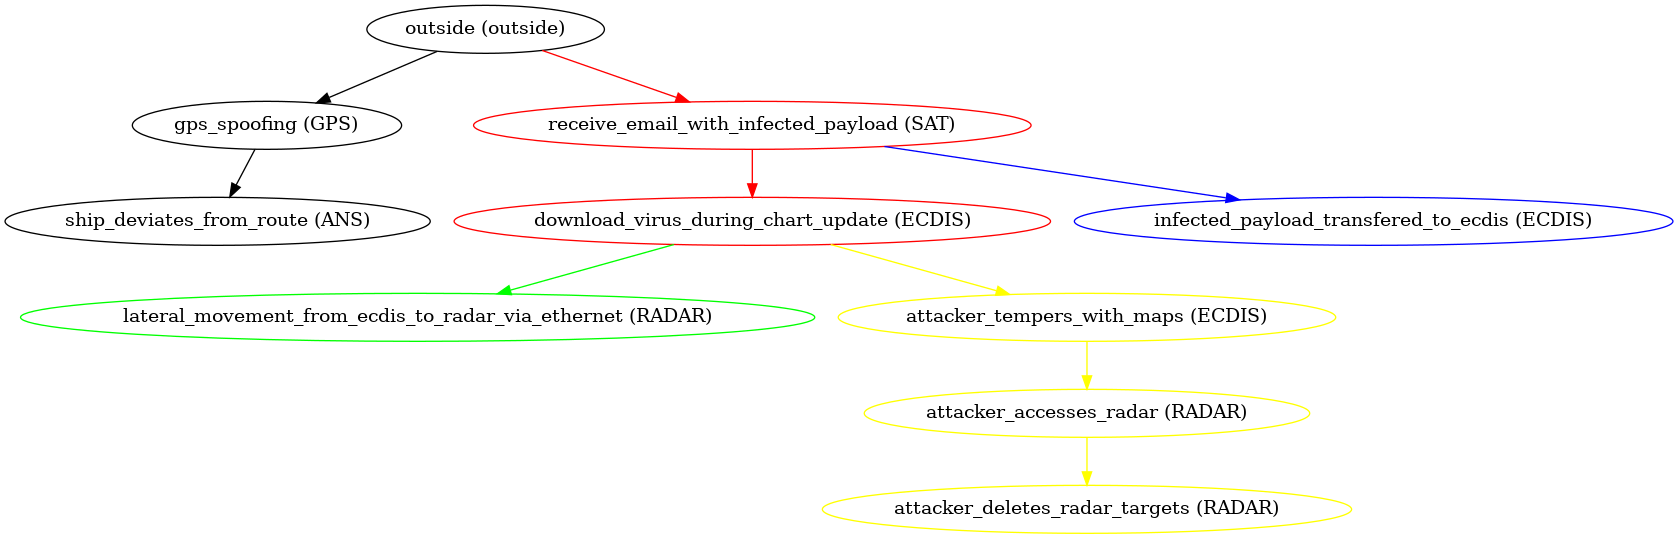 outside (outside)
gps_spoofing (GPS)
receive_email_with_infected_payload (SAT)
ship_deviates_from_route (ANS)
download_virus_during_chart_update (ECDIS)
infected_payload_transfered_to_ecdis (ECDIS)
lateral_movement_from_ecdis_to_radar_via_ethernet (RADAR)
attacker_tempers_with_maps (ECDIS)
attacker_accesses_radar (RADAR)
attacker_deletes_radar_targets (RADAR)